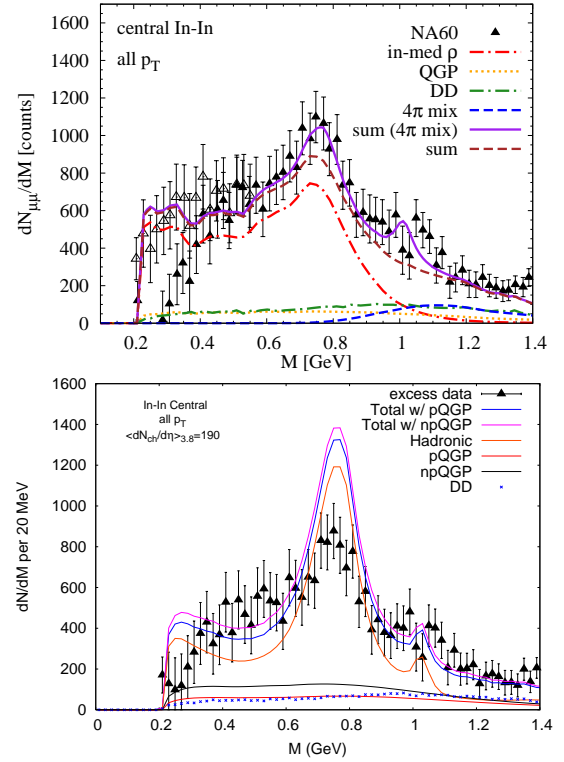 1600
1400
1200
1000
800
600
400
200
0
dN_μμ/dM [counts]
central In-In
all p_T
NA60
in-med ρ
QGP
DD
4π mix
sum (4π mix)
sum
0.2 0.4 0.6 0.8 1 1.2 1.4
M [GeV]
1600
1400
1200
1000
800
600
400
200
0
dN/dM per 20 MeV
In-In Central
all p_T
<dN_ch/dη>_3.8=190
excess data
Total w/ pQGP
Total w/ npQGP
Hadronic
pQGP
npQGP
DD
0 0.2 0.4 0.6 0.8 1 1.2 1.4
M (GeV)